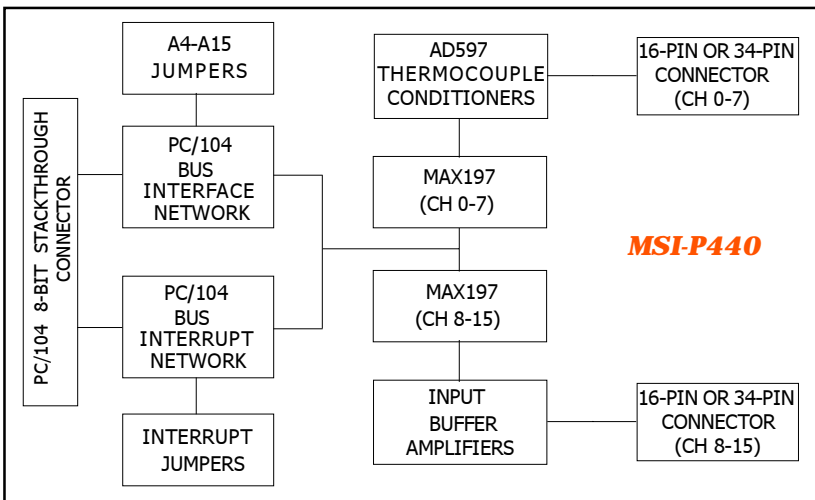 A4-A15
JUMPERS
PC/104 8-BIT STACKTHROUGH
CONNECTOR
PC/104
BUS
INTERFACE
NETWORK
PC/104
BUS
INTERRUPT
NETWORK
INTERRUPT
JUMPERS
AD597
THERMOCOUPLE
CONDITIONERS
MAX197
(CH 0-7)
MAX197
(CH 8-15)
INPUT
BUFFER
AMPLIFIERS
16-PIN OR 34-PIN
CONNECTOR
(CH 0-7)
MSI-P440
16-PIN OR 34-PIN
CONNECTOR
(CH 8-15)